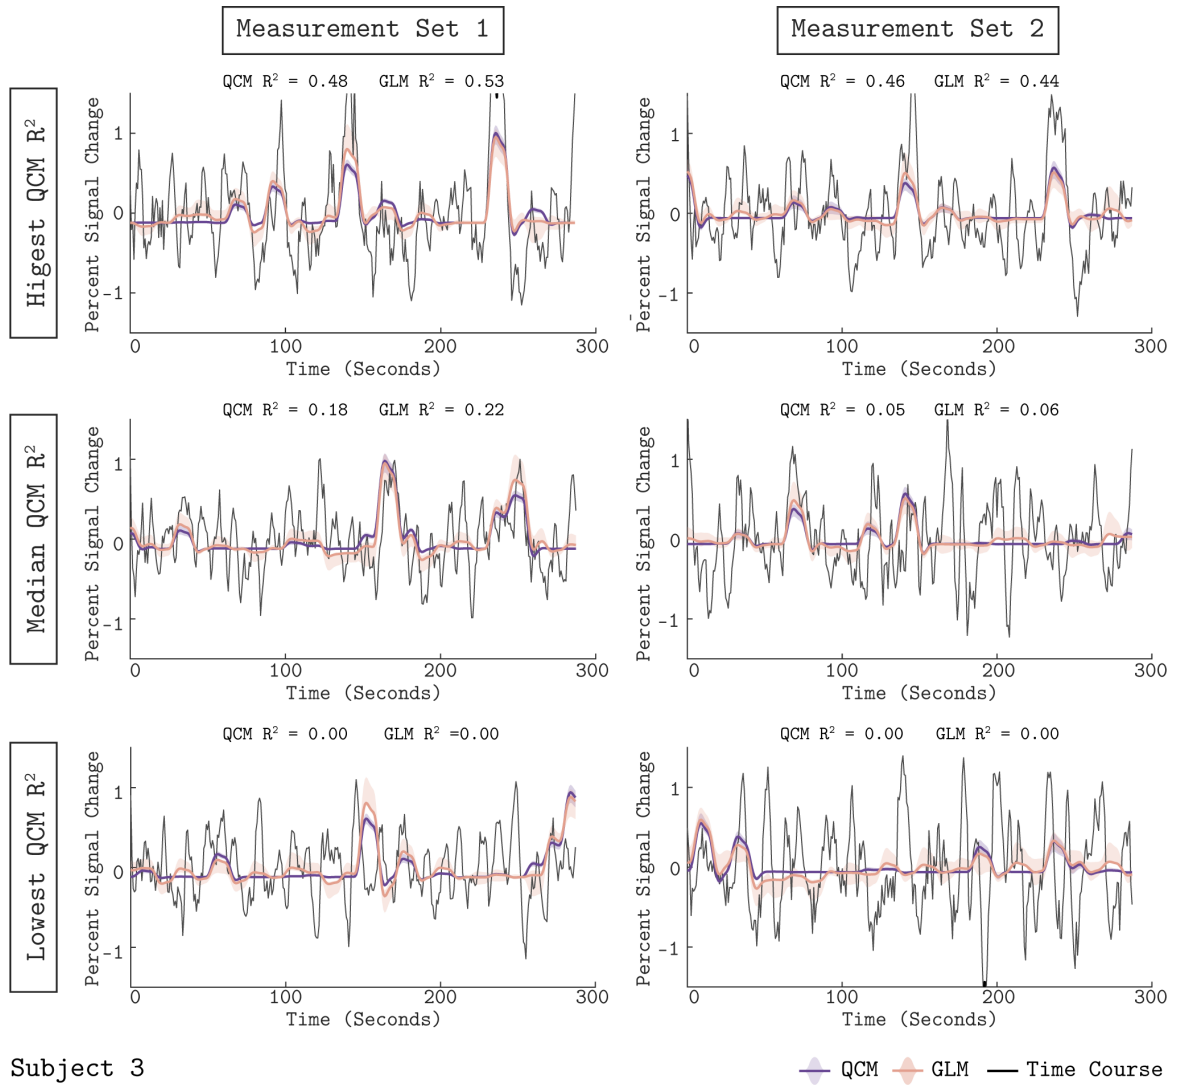 Measurement Set 1
Measurement Set 2
Higest QCM R²
QCM R² = 0.48 GLM R² = 0.53
Percent Signal Change
1
0
-1
0 100 200 300
Time (Seconds)
QCM R² = 0.46 GLM R² = 0.44
Percent Signal Change
1
0
-1
0 100 200 300
Time (Seconds)
Median QCM R²
QCM R² = 0.18 GLM R² = 0.22
Percent Signal Change
1
0
-1
0 100 200 300
Time (Seconds)
QCM R² = 0.05 GLM R² = 0.06
Percent Signal Change
1
0
-1
0 100 200 300
Time (Seconds)
Lowest QCM R²
QCM R² = 0.00 GLM R² =0.00
Percent Signal Change
1
0
-1
0 100 200 300
Time (Seconds)
QCM R² = 0.00 GLM R² = 0.00
Percent Signal Change
1
0
-1
0 100 200 300
Time (Seconds)
Subject 3
QCM GLM Time Course